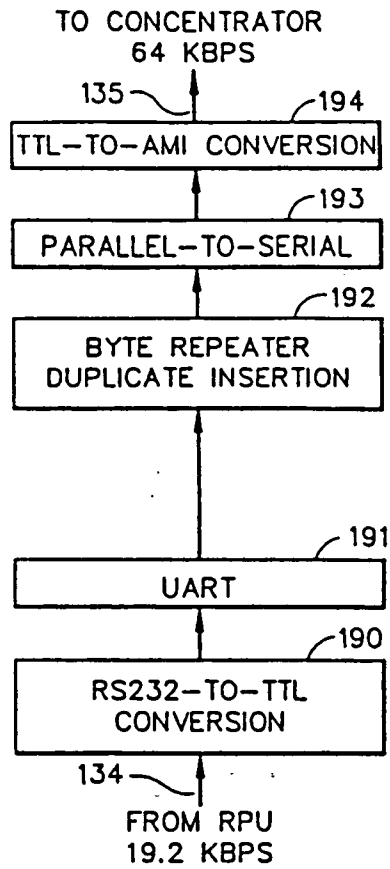 TO CONCENTRATOR
64 KBPS
135
194
TTL-TO-AMI CONVERSION
193
PARALLEL-TO-SERIAL
192
BYTE REPEATER
DUPLICATE INSERTION
191
UART
190
RS232-TO-TTL
CONVERSION
134
FROM RPU
19.2 KBPS